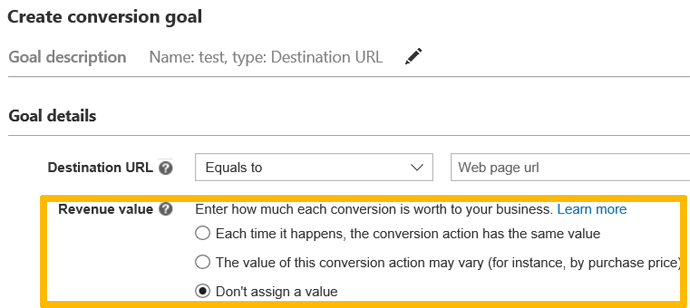 Create conversion goal
Goal description Name: test, type: Destination URL
Goal details
Destination URL Equals to Web page url
Revenue value Enter how much each conversion is worth to your business. Learn more
Each time it happens, the conversion action has the same value
The value of this conversion action may vary (for instance, by purchase price)
Don't assign a value